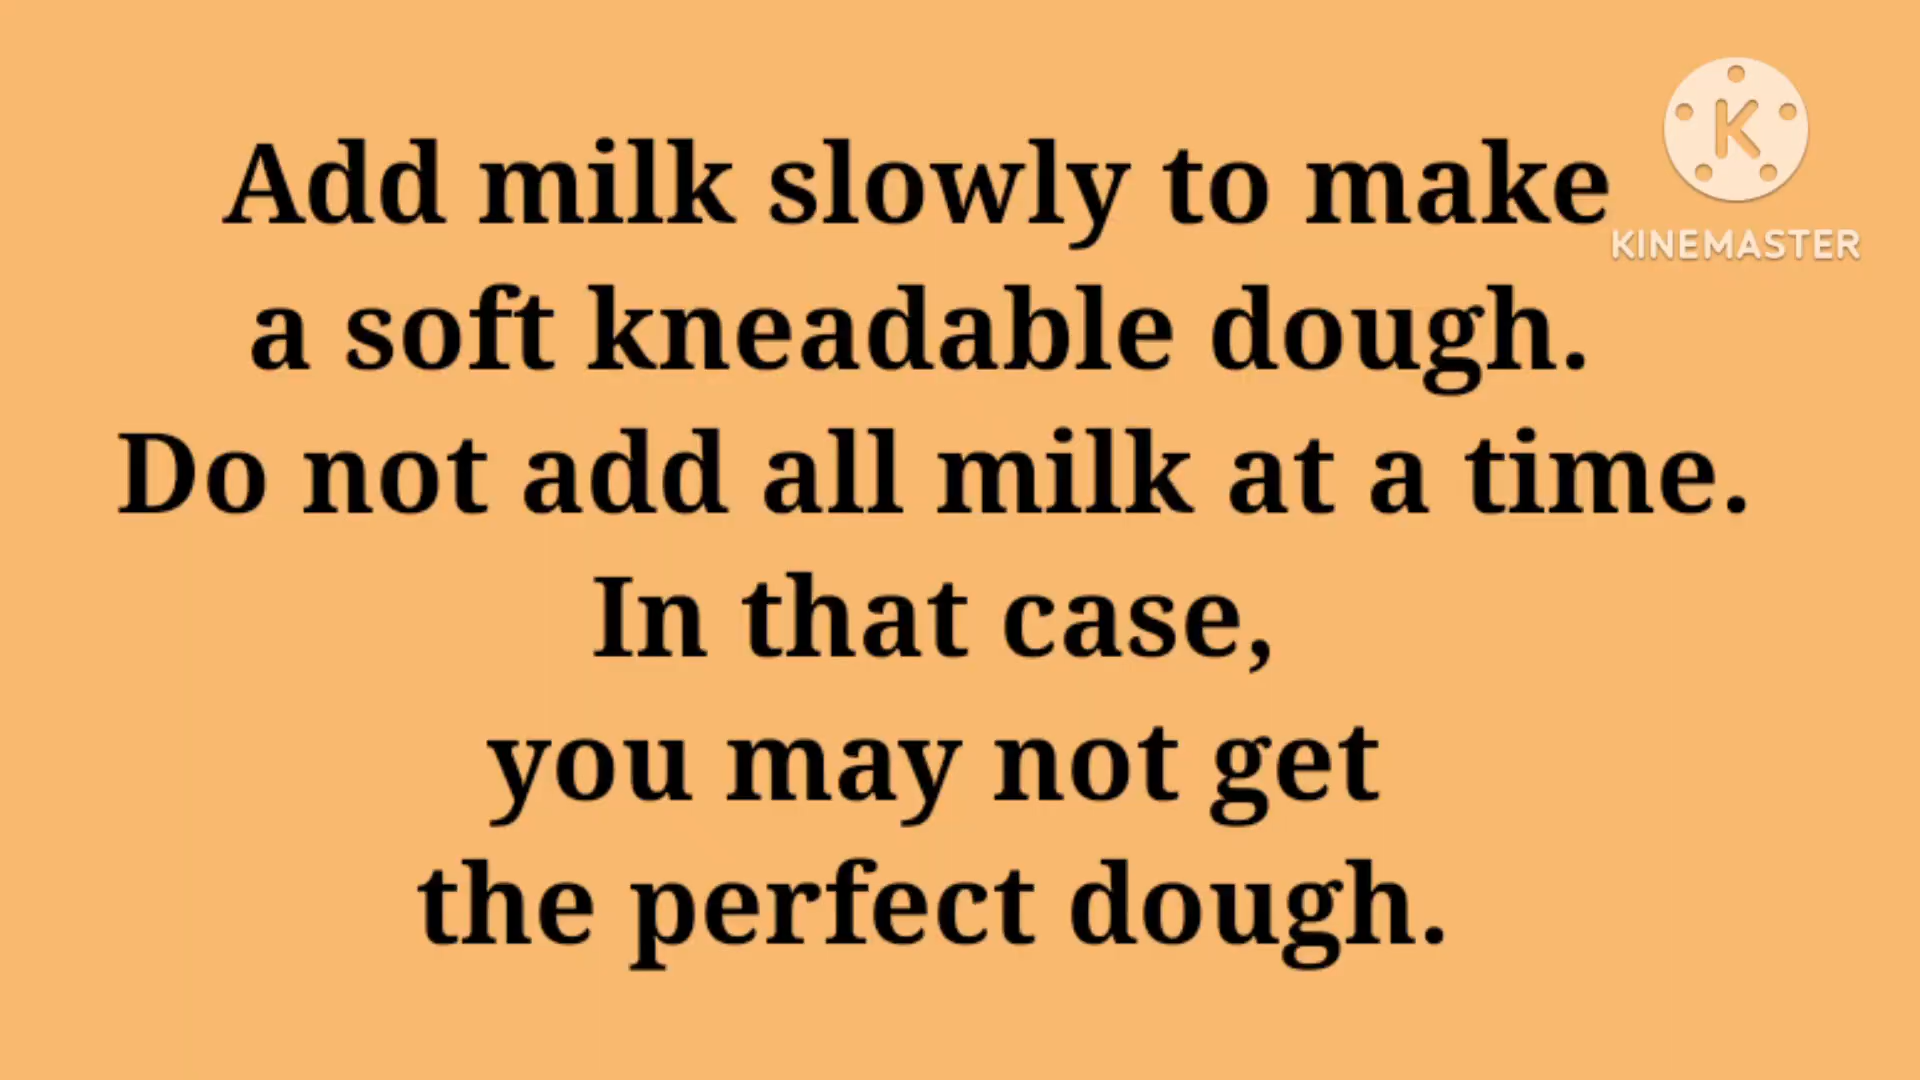 Add milk slowly to make
a soft kneadable dough.
Do not add all milk at a time.
In that case,
you may not get
the perfect dough.
K
KINEMASTER